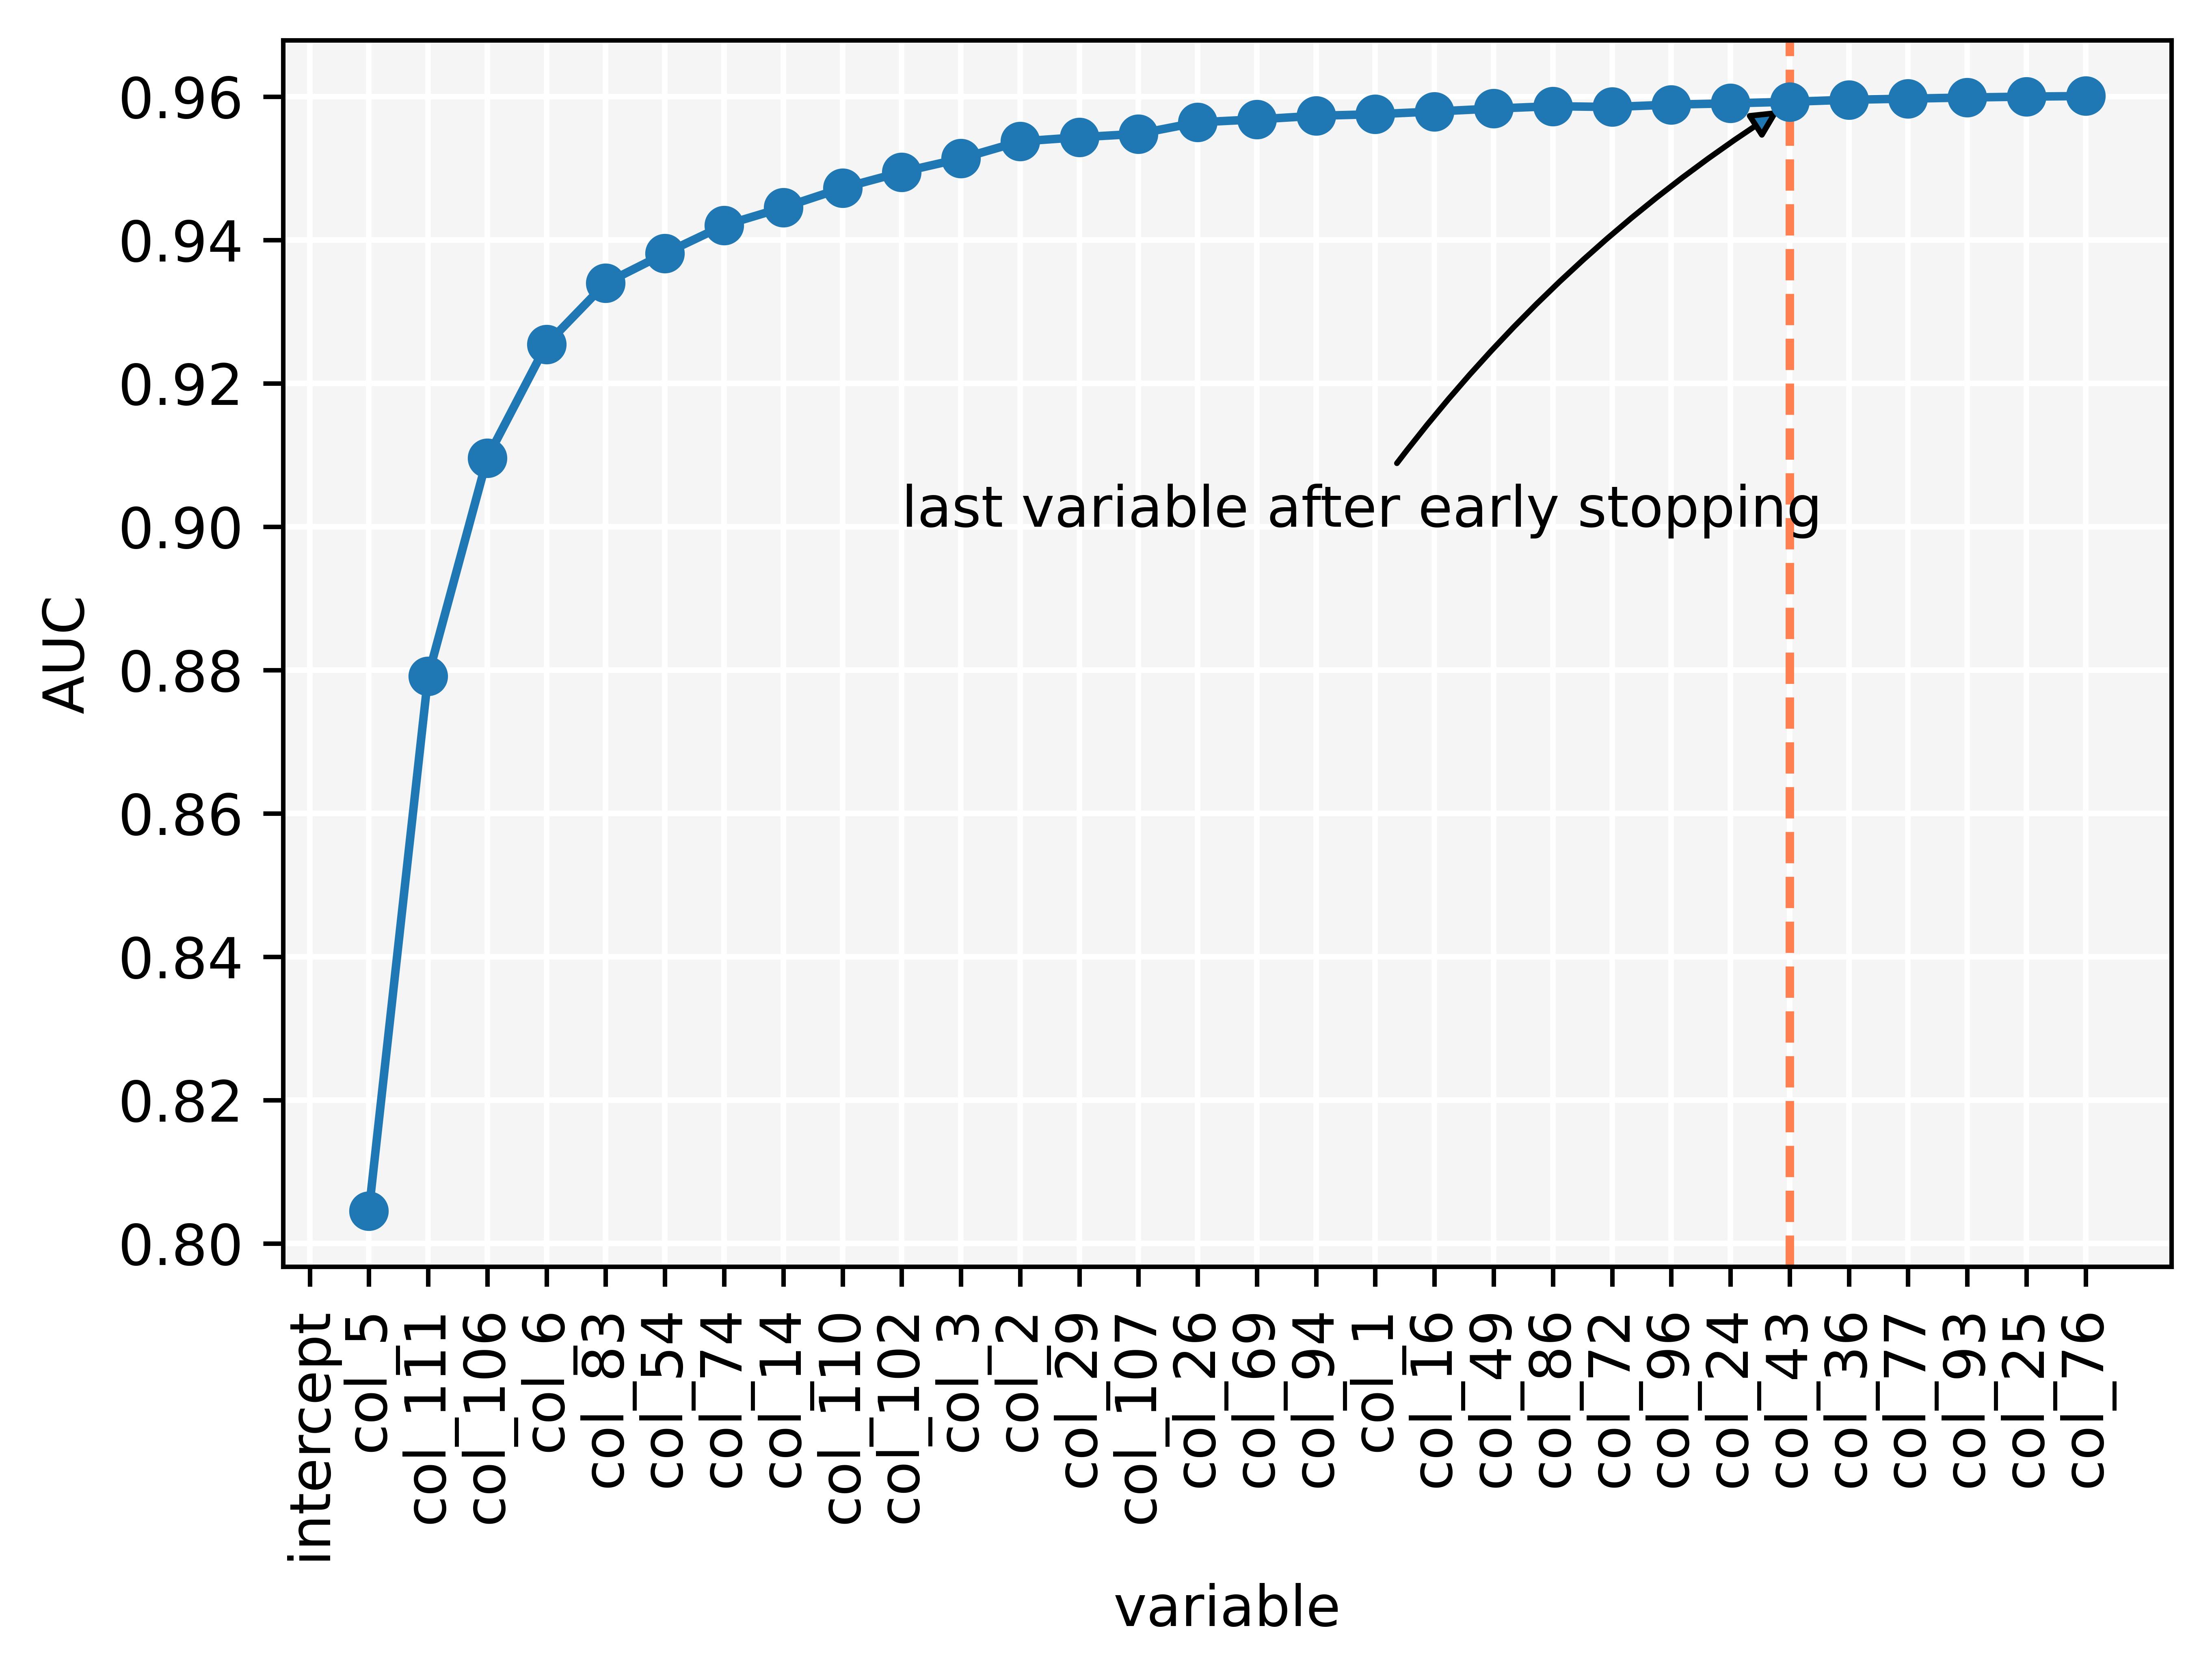 0.96
0.94
0.92
last variable after early stopping
0.90
0.88
AUC
0.86
0.84
0.82
0.80
intercept
col_5
col_111
col_106
col_6
col_83
col_54
col_74
col_14
col_110
col_102
col_3
col_2
col_29
col_107
col_26
col_69
col_94
col_1
col_16
col_49
col_86
col_72
col_96
col_24
col_43
col_36
col_77
col_93
col_25
col_76
variable